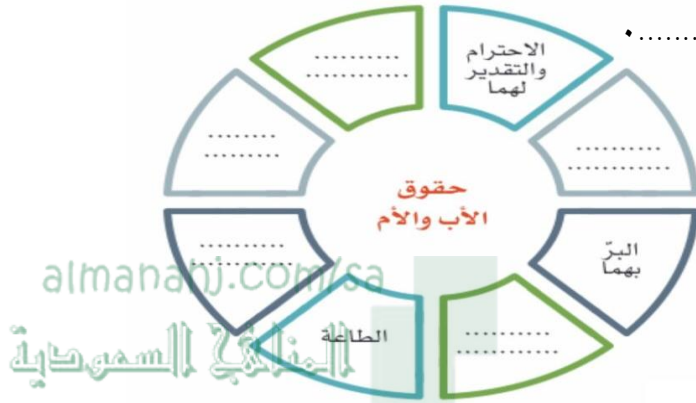 الاحترام
والتقدير
لهما
..........
...........
البرّ
بهما
..........
.........
الطاعة
..........
.........
........
........
..........
...........
حقوق
الأب والأم
almanahj.com/sa
المناهج السعودية